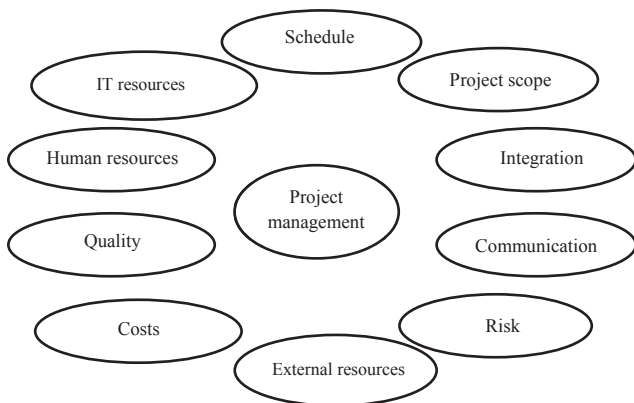 Schedule
IT resources
Project scope
Human resources
Integration
Project
management
Quality
Communication
Costs
Risk
External resources